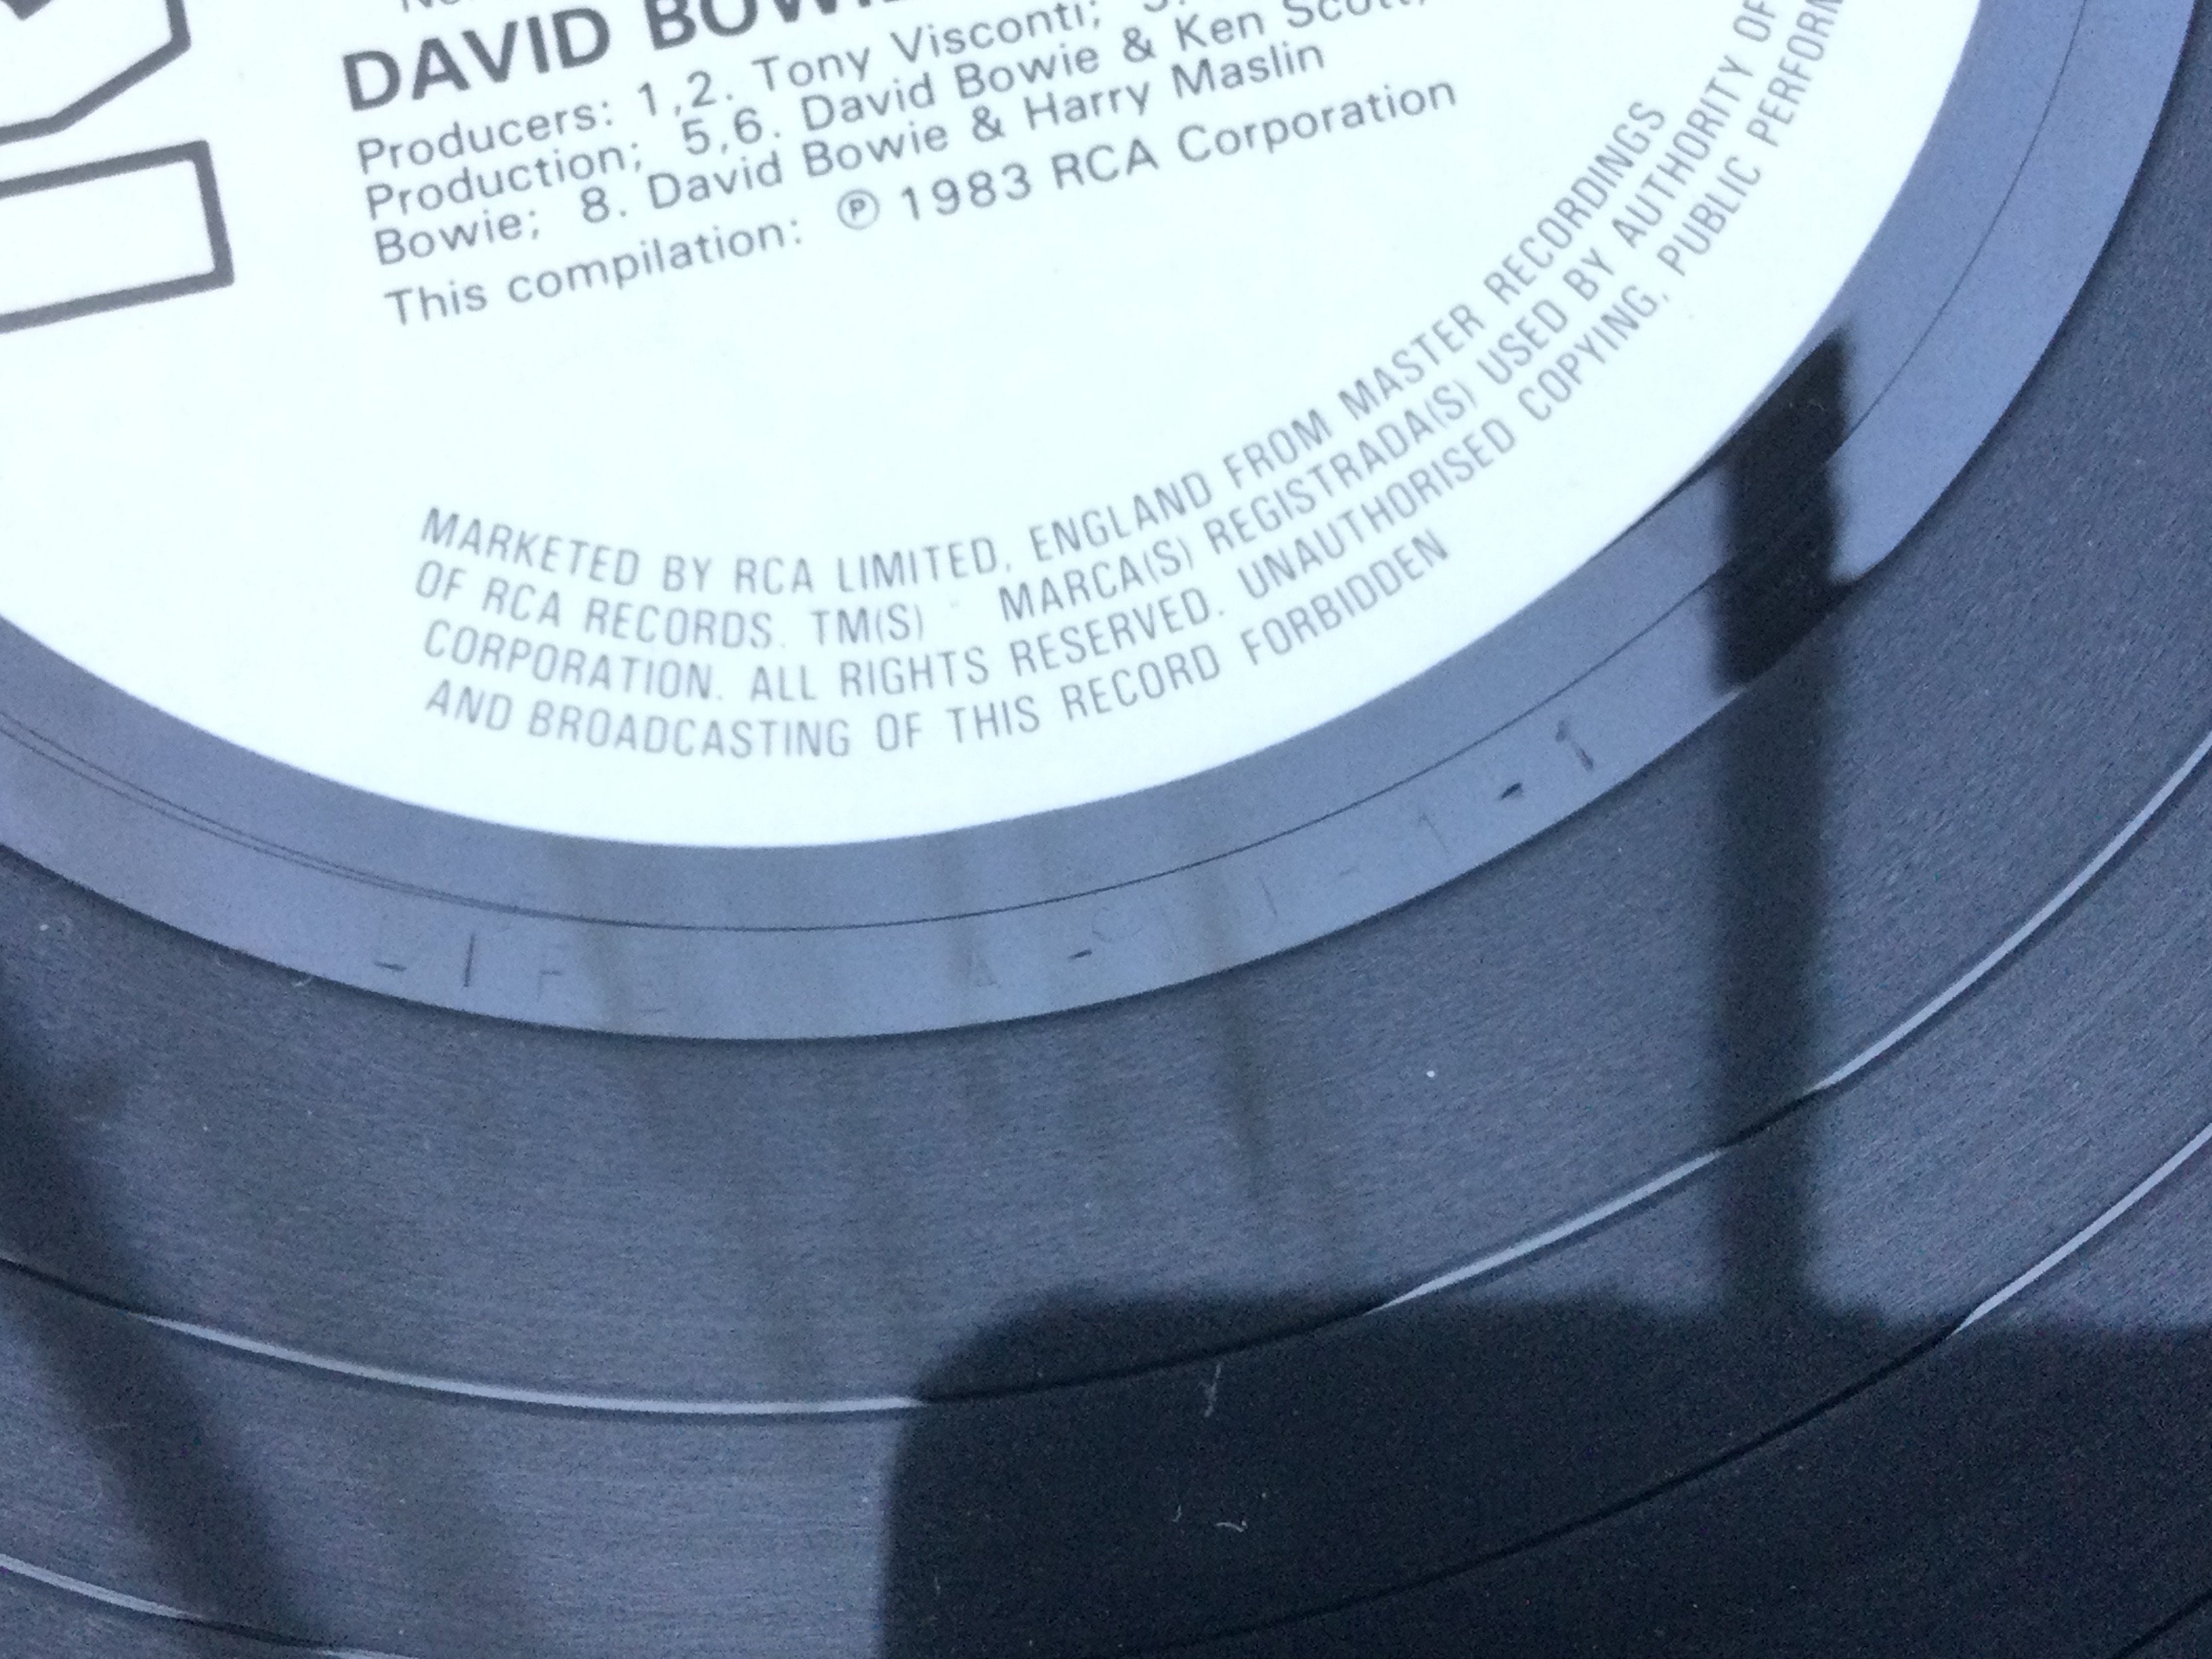 DAVID
Producers: 1,2. Tony Visconti;
Production; 5,6. David Bowie & Ken Scott,
Bowie; 8. David Bowie & Harry Maslin
This compilation: ℗ 1983 RCA Corporation
MARKETED BY RCA LIMITED, ENGLAND FROM MASTER RECORDINGS
OF RCA RECORDS. TM(S) MARCA(S) REGISTRADA(S) USED BY AUTHORITY OF
CORPORATION. ALL RIGHTS RESERVED. UNAUTHORISED COPYING, PUBLIC
AND BROADCASTING OF THIS RECORD FORBIDDEN